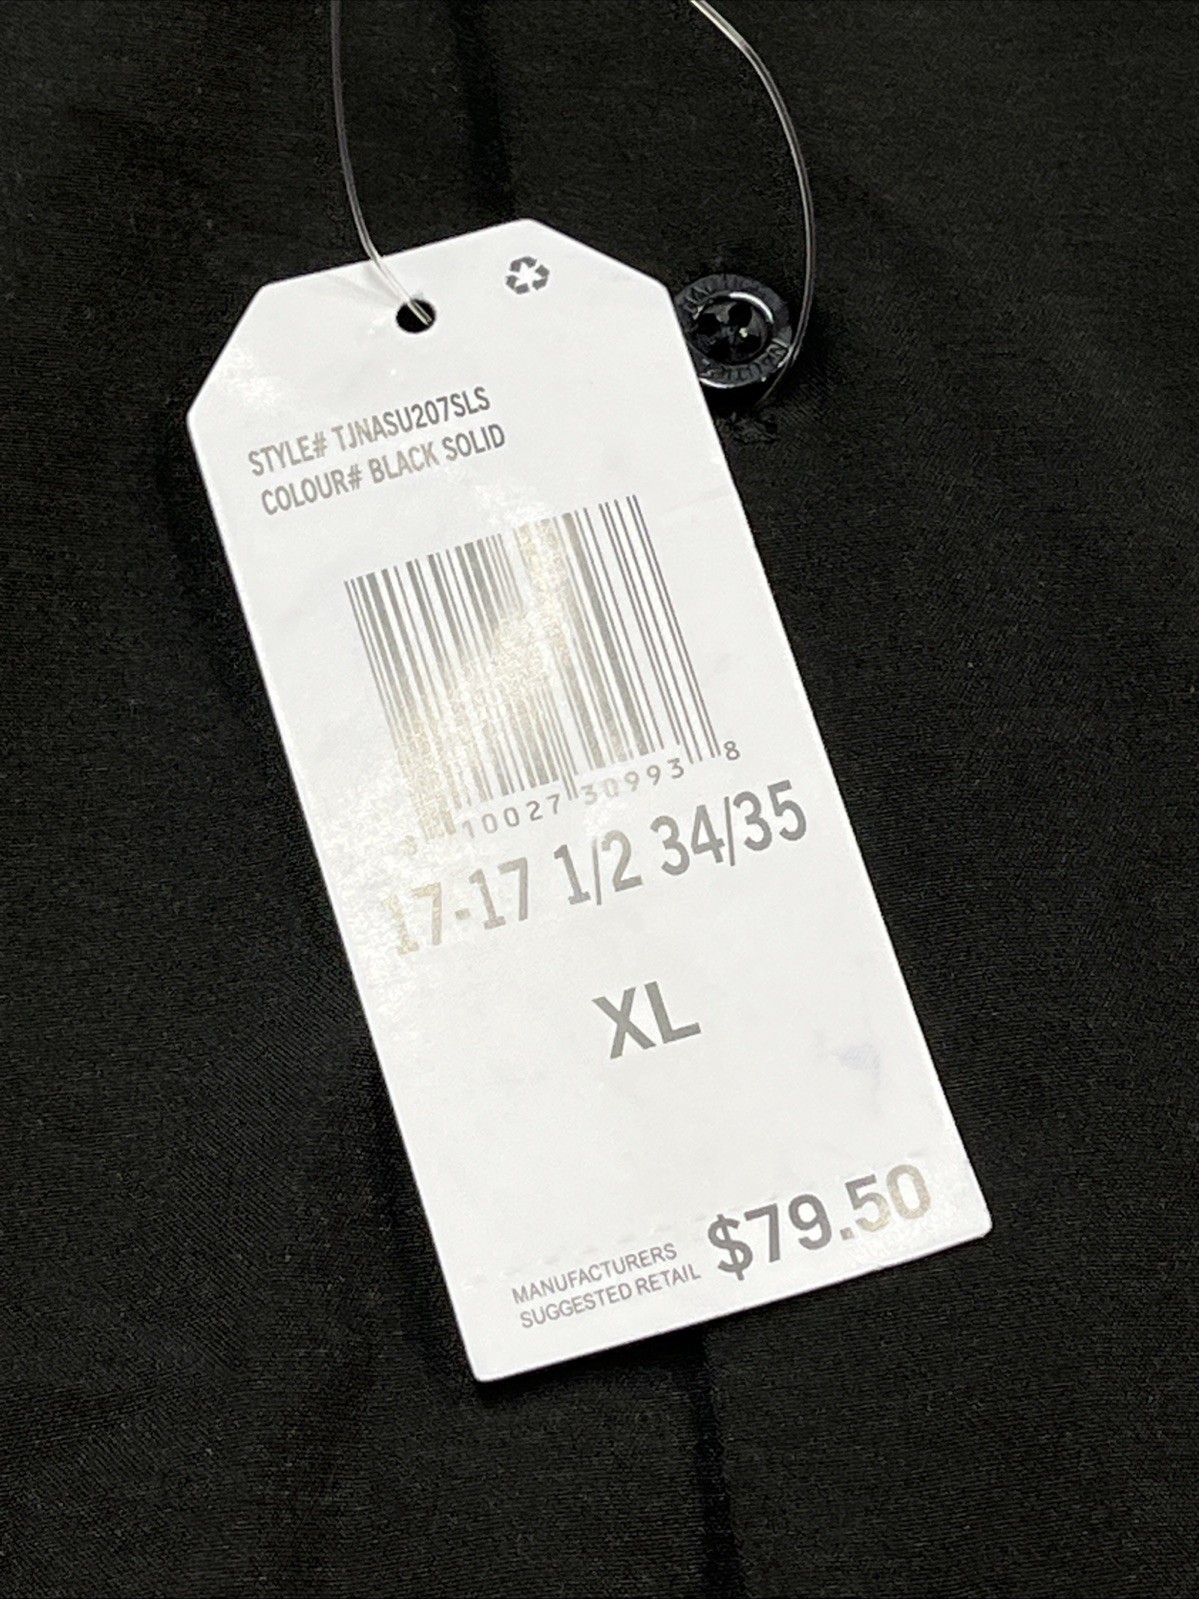 STYLE# TJNASU207SLS
COLOUR# BLACK SOLID
10027 30993 8
17-17 1/2 34/35
XL
MANUFACTURERS
SUGGESTED RETAIL
$79.50